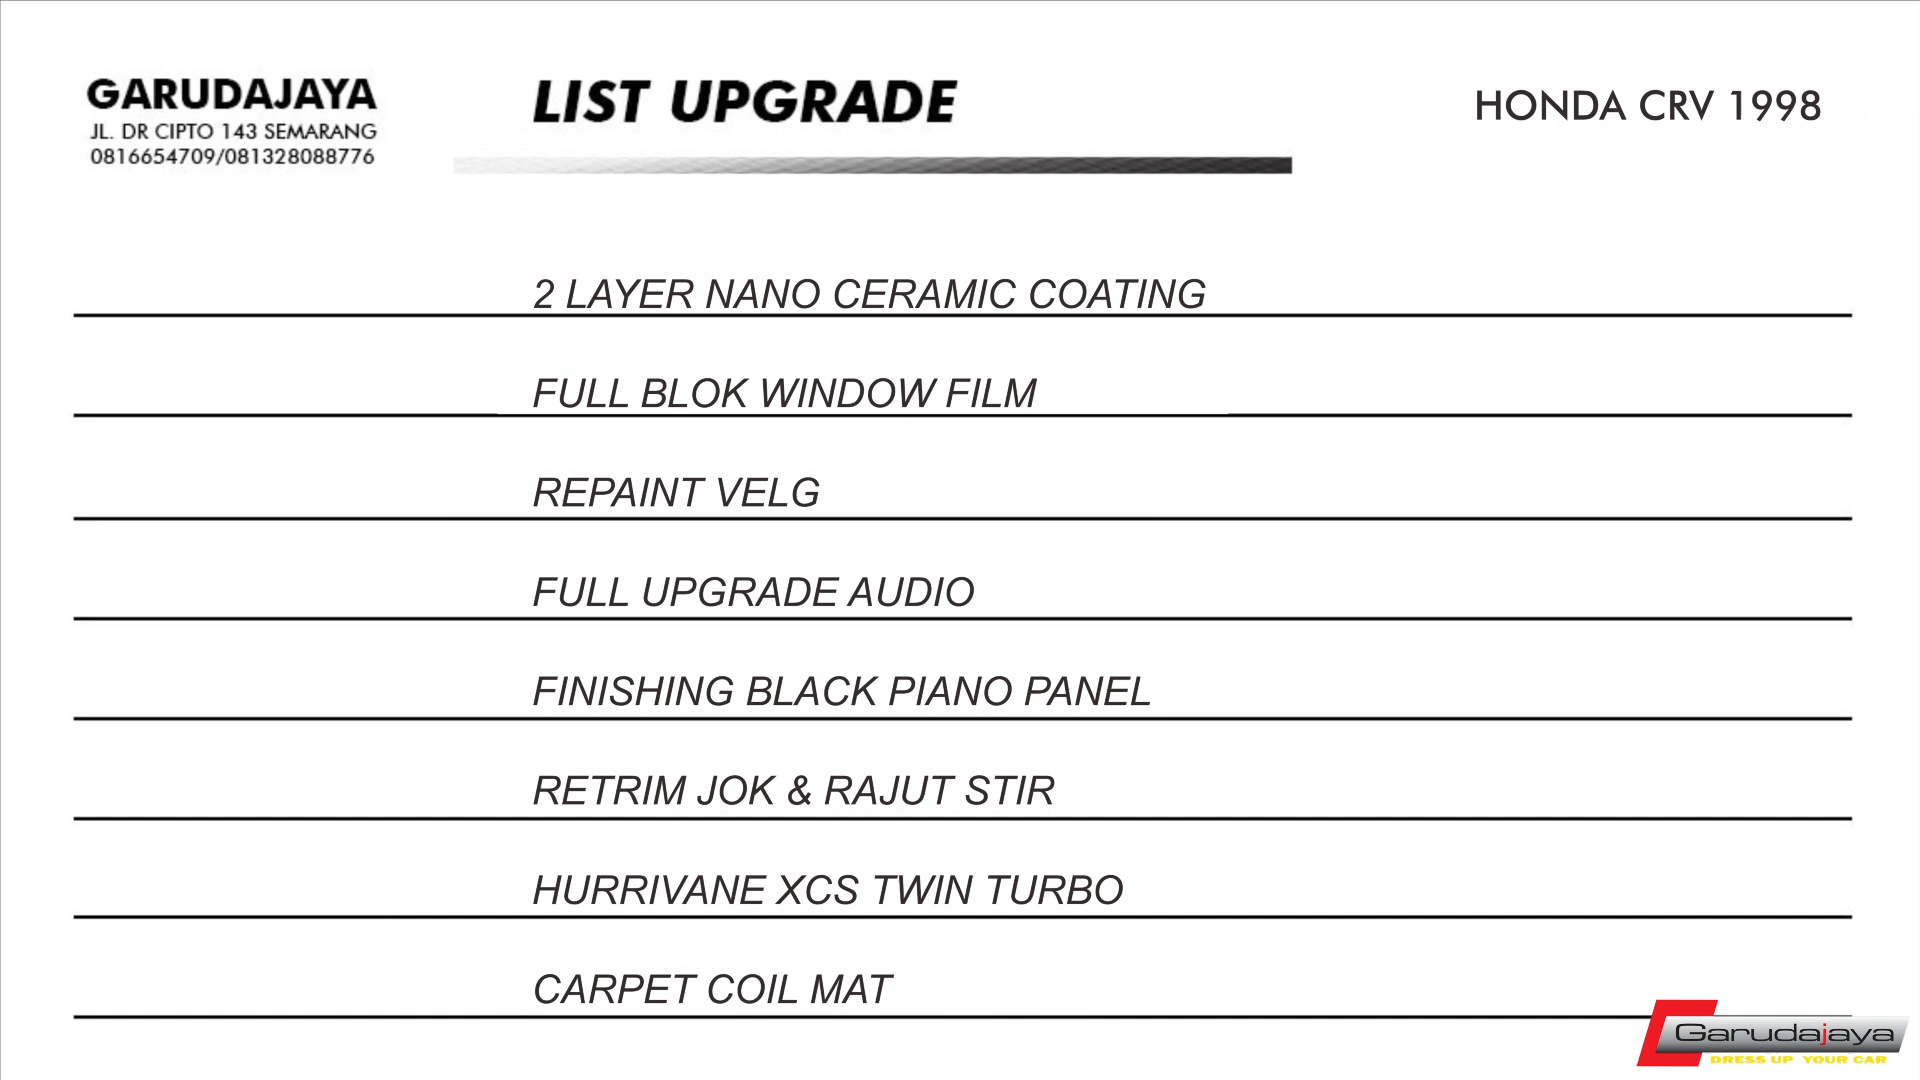 GARUDAJAYA
JL. DR CIPTO 143 SEMARANG
0816654709/081328088776
LIST UPGRADE
HONDA CRV 1998
2 LAYER NANO CERAMIC COATING
FULL BLOK WINDOW FILM
REPAINT VELG
FULL UPGRADE AUDIO
FINISHING BLACK PIANO PANEL
RETRIM JOK & RAJUT STIR
HURRIVANE XCS TWIN TURBO
CARPET COIL MAT
Garudajaya
DRESS UP YOUR CAR